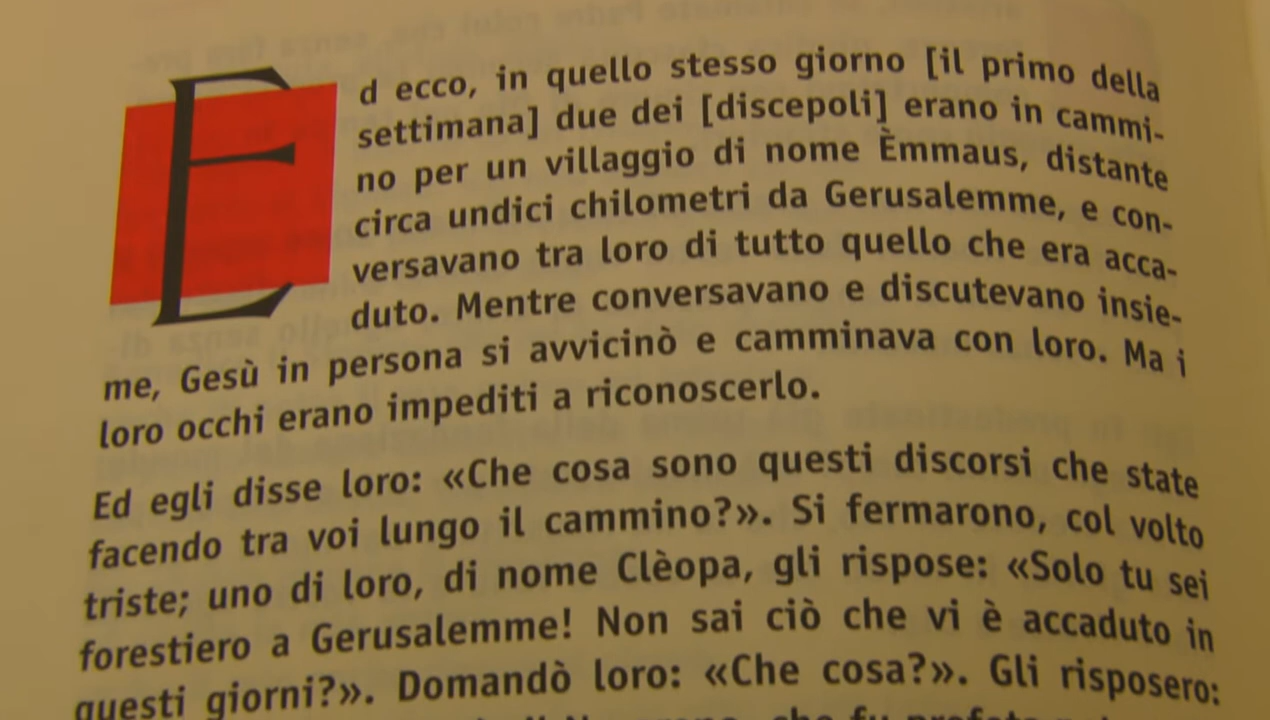 Ed ecco, in quello stesso giorno [il primo della
settimana] due dei [discepoli] erano in cammi-
no per un villaggio di nome Èmmaus, distante
circa undici chilometri da Gerusalemme, e con-
versavano tra loro di tutto quello che era acca-
duto. Mentre conversavano e discutevano insie-
me, Gesù in persona si avvicinò e camminava con loro. Ma i
loro occhi erano impediti a riconoscerlo.
Ed egli disse loro: «Che cosa sono questi discorsi che state
facendo tra voi lungo il cammino?». Si fermarono, col volto
triste; uno di loro, di nome Clèopa, gli rispose: «Solo tu sei
forestiero a Gerusalemme! Non sai ciò che vi è accaduto in
questi giorni?». Domandò loro: «Che cosa?». Gli risposero: